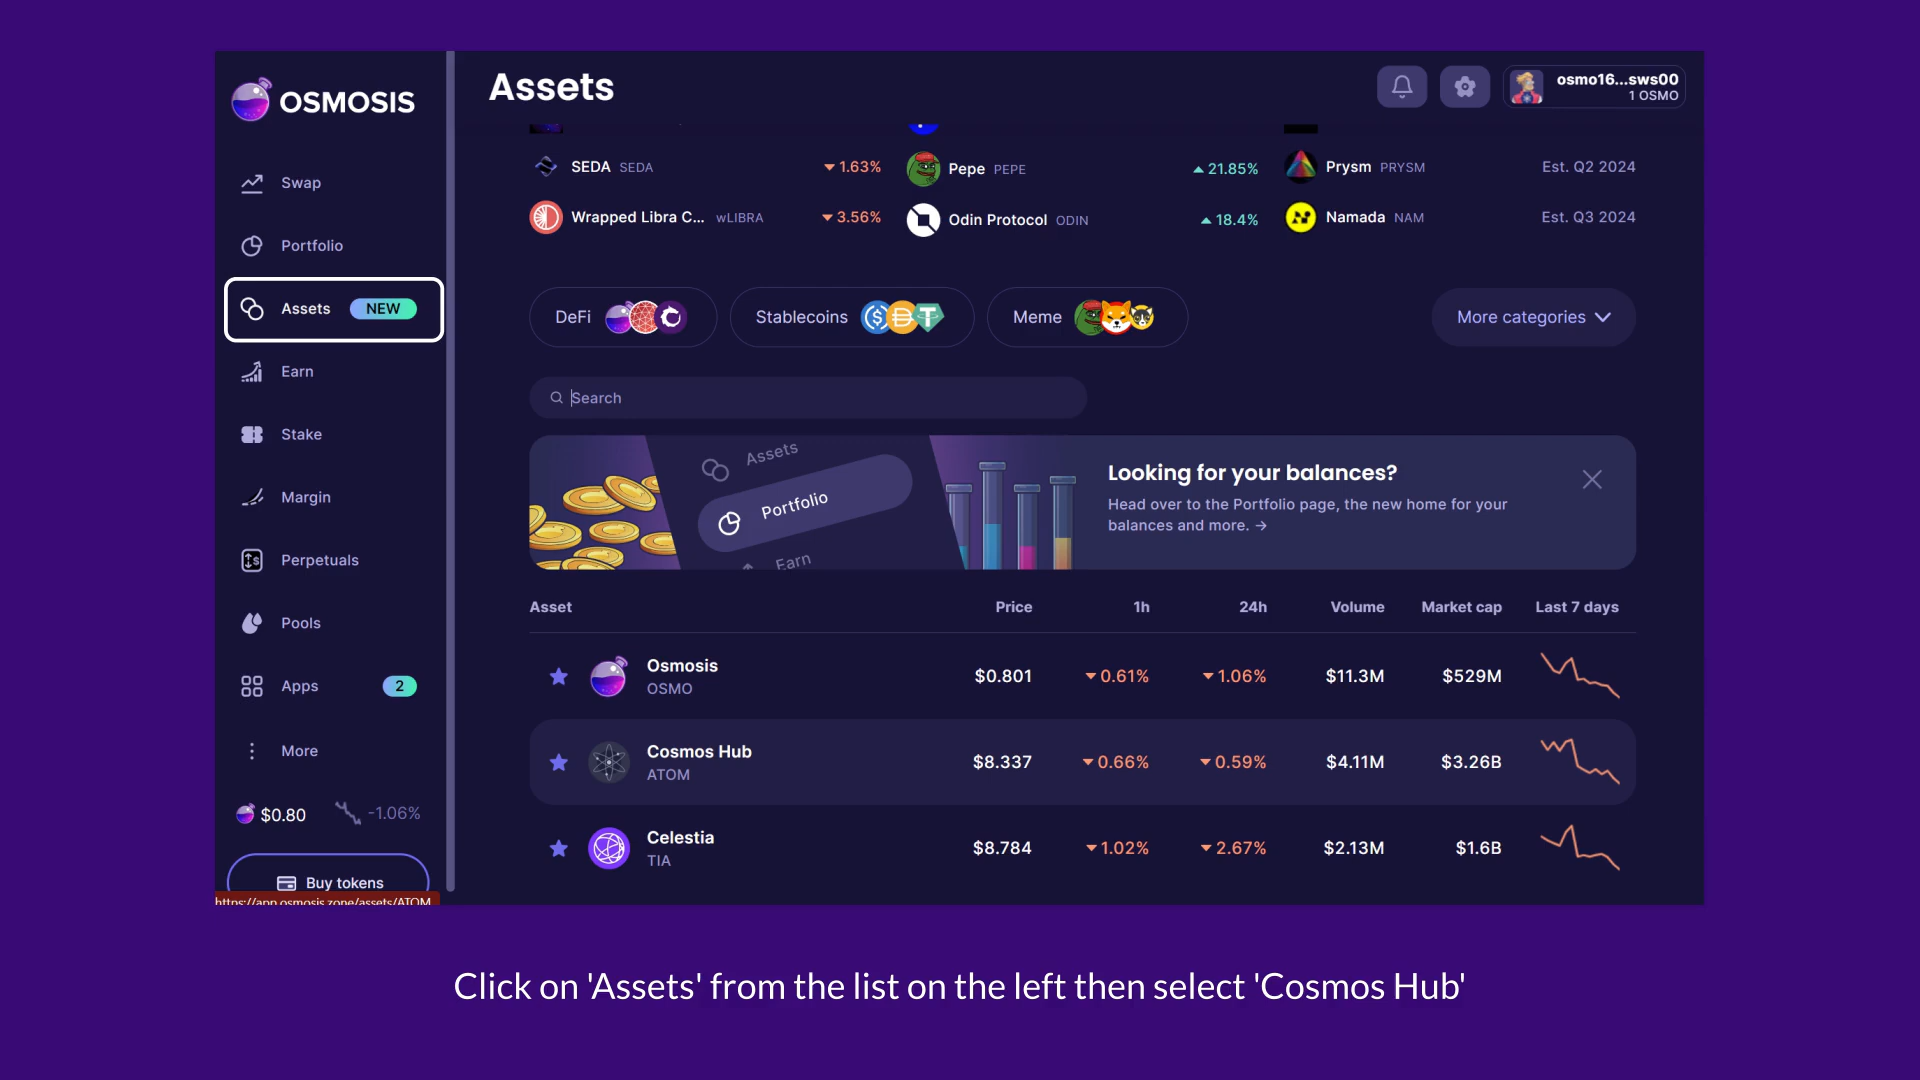 OSMOSIS
Swap
Portfolio
Assets NEW
Earn
Stake
Margin
Perpetuals
Pools
Apps 2
More
$0.80 -1.06%
Buy tokens
https://app.osmosis.zone/assets/ATOM
Assets
osmo16...sws00
1 OSMO
SEDA SEDA 1.63%
Pepe PEPE 21.85%
Prysm PRYSM Est. Q2 2024
Wrapped Libra C... wLIBRA 3.56%
Odin Protocol ODIN 18.4%
Namada NAM Est. Q3 2024
DeFi
Stablecoins
Meme
More categories
Search
Assets
Portfolio
Earn
Looking for your balances?
Head over to the Portfolio page, the new home for your
balances and more. →
Asset Price 1h 24h Volume Market cap Last 7 days
Osmosis
OSMO
$0.801 0.61% 1.06% $11.3M $529M
Cosmos Hub
ATOM
$8.337 0.66% 0.59% $4.11M $3.26B
Celestia
TIA
$8.784 1.02% 2.67% $2.13M $1.6B
Click on 'Assets' from the list on the left then select 'Cosmos Hub'